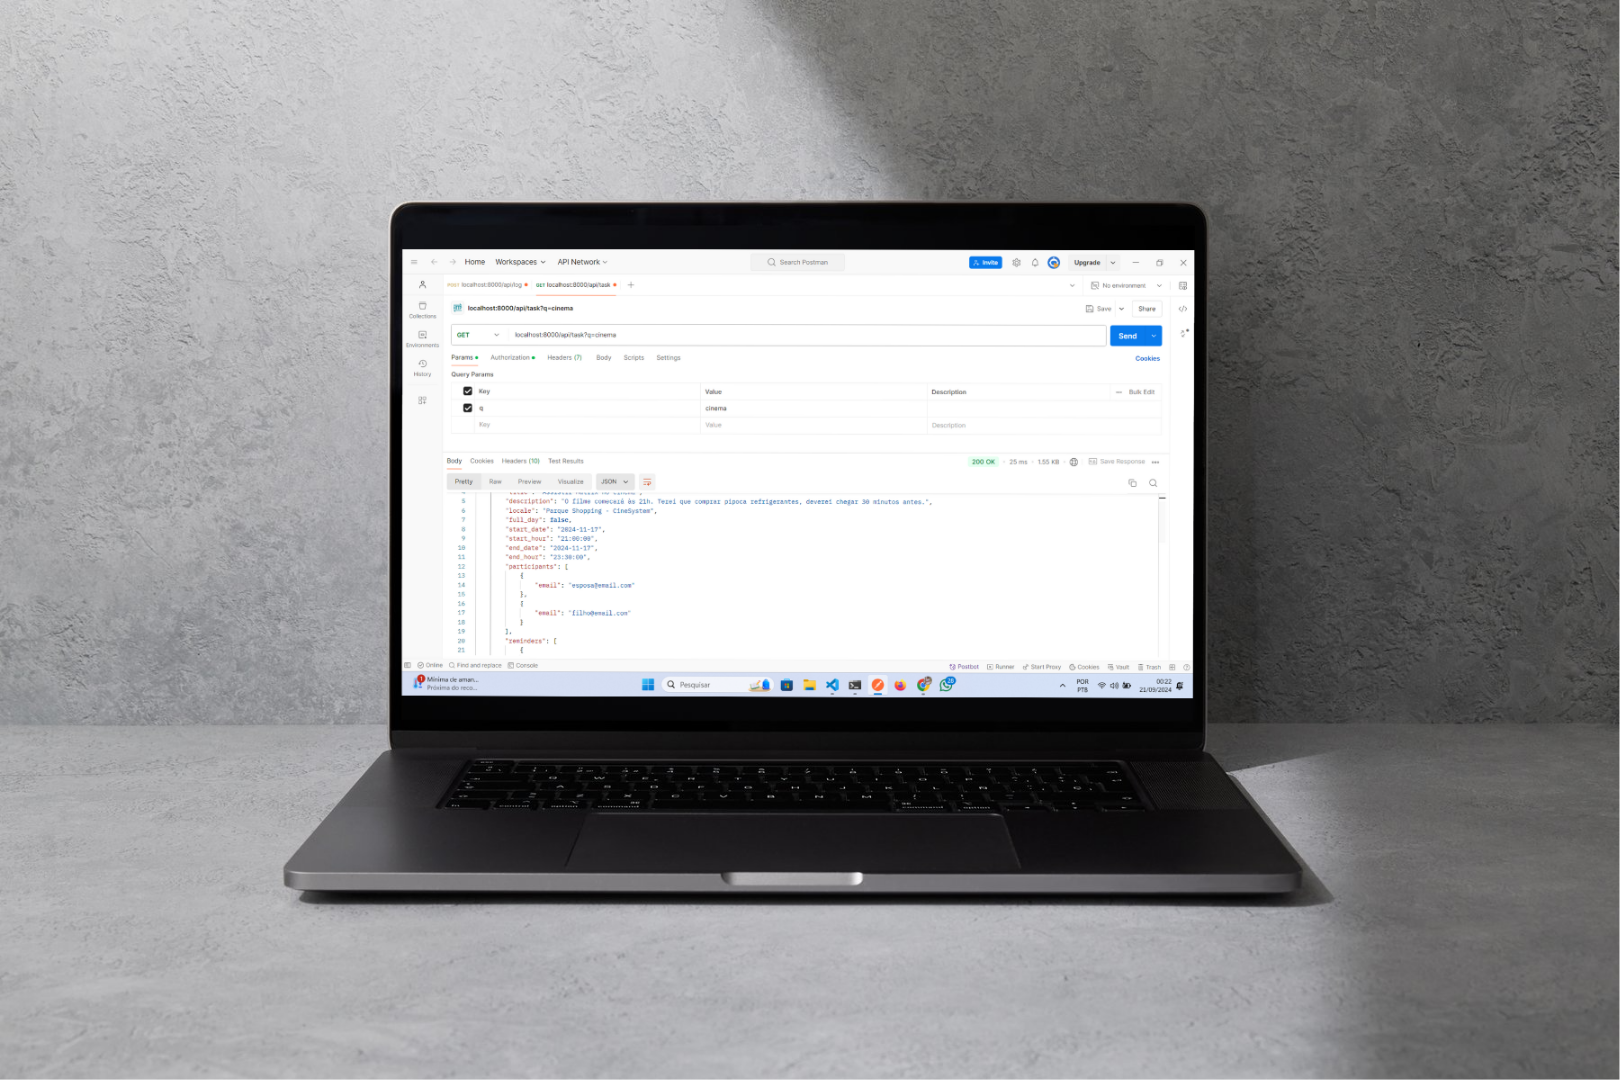 Home Workspaces API Network Search Postman Invite Upgrade
POST localhost:8000/api/log GET localhost:8000/api/task + No environment
localhost:8000/api/task?q=cinema Save Share
GET localhost:8000/api/task?q=cinema Send
Params Authorization Headers (7) Body Scripts Settings Cookies
Query Params
Key Value Description Bulk Edit
q cinema
Key Value Description
Collections
Environments
History
Body Cookies Headers (10) Test Results 200 OK 25 ms 1.55 KB Save Response
Pretty Raw Preview Visualize JSON
5 "description": "O filme começará às 21h. Terei que comprar pipoca refrigerantes, deverei chegar 30 minutos antes.",
6 "locale": "Parque Shopping - CineSystem",
7 "full_day": false,
8 "start_date": "2024-11-17",
9 "start_hour": "21:00:00",
10 "end_date": "2024-11-17",
11 "end_hour": "23:30:00",
12 "participants": [
13 {
14 "email": "esposa@email.com"
15 },
16 {
17 "email": "filho@email.com"
18 }
19 ],
20 "reminders": [
21 {
Online Find and replace Console Postbot Runner Start Proxy Cookies Vault Trash
1 Mínima de aman...
Próxima do reco...
Pesquisar
POR
PTB
00:22
21/09/2024